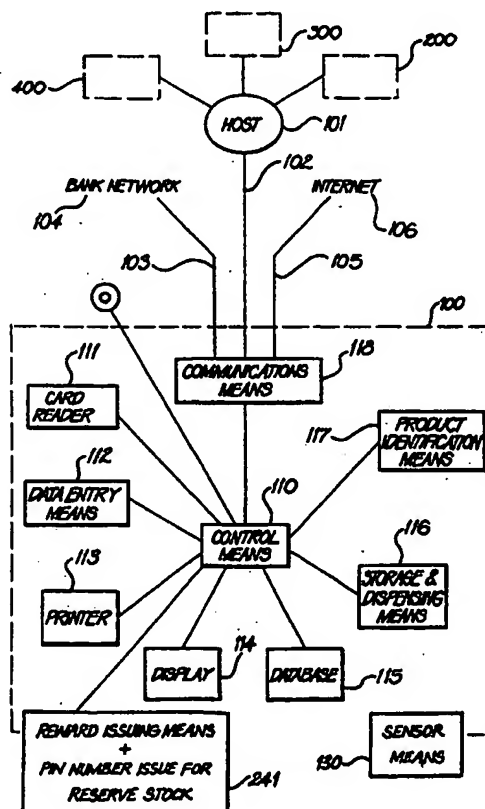 300
400
200
HOST
101
102
BANK NETWORK
INTERNET
104
106
103
105
100
118
COMMUNICATIONS MEANS
111
CARD READER
117
PRODUCT IDENTIFICATION MEANS
112
DATA ENTRY MEANS
110
CONTROL MEANS
116
STORAGE & DISPENSING MEANS
113
PRINTER
DISPLAY
114
DATABASE
115
REWARD ISSUING MEANS
+
PIN NUMBER ISSUE FOR
RESERVE STOCK
241
SENSOR MEANS
130